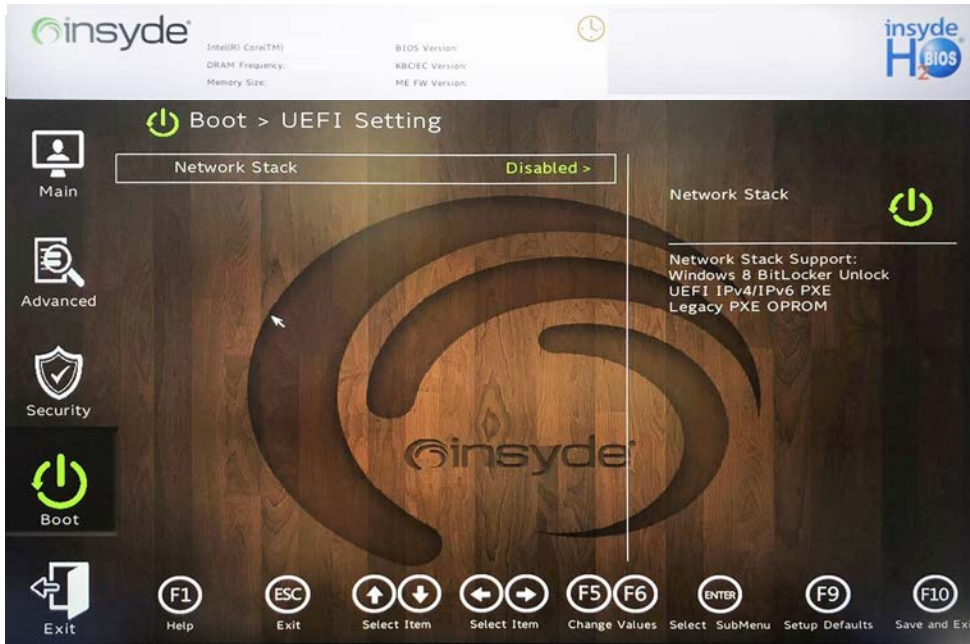 insyde
Intel(R) Core(TM)
DRAM Frequency:
Memory Size:
BIOS Version:
KBC/EC Version:
ME FW Version:
insyde
H2O BIOS
Boot > UEFI Setting
Network Stack Disabled >
Network Stack
Network Stack Support:
Windows 8 BitLocker Unlock
UEFI IPv4/IPv6 PXE
Legacy PXE OPROM
Main
Advanced
Security
Boot
Exit
insyde
F1
Help
ESC
Exit
Select Item
Select Item
F5 F6
Change Values
ENTER
Select SubMenu
F9
Setup Defaults
F10
Save and Exi